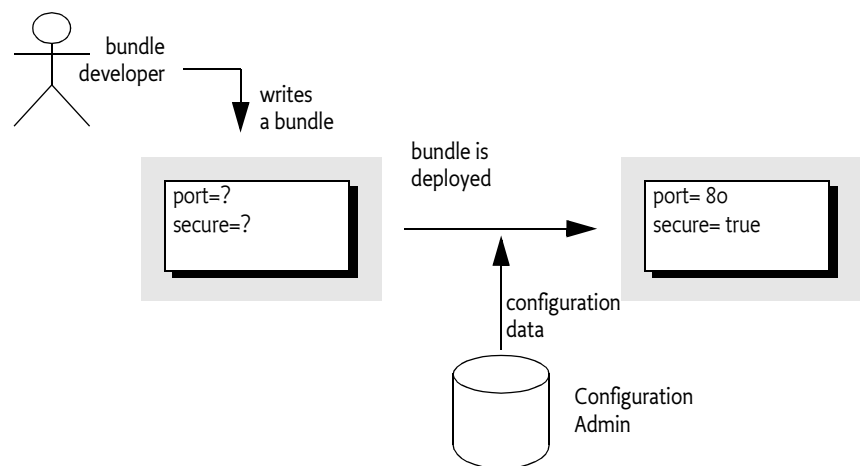 bundle
developer
writes
a bundle
bundle is
deployed
port=?
secure=?
port= 80
secure= true
configuration
data
Configuration
Admin